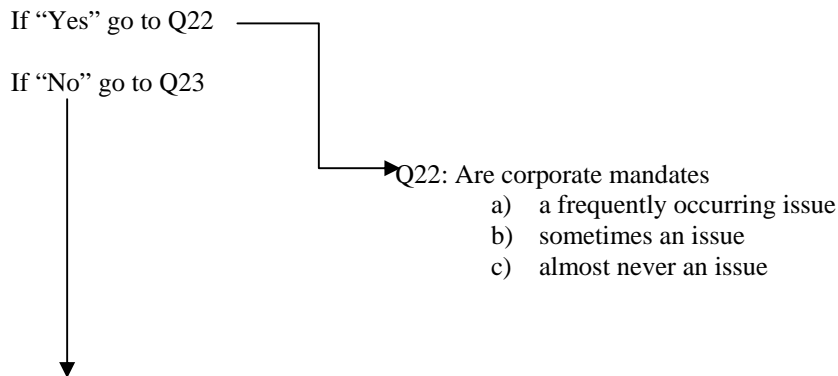 If “Yes” go to Q22
If “No” go to Q23
Q22: Are corporate mandates
a) a frequently occurring issue
b) sometimes an issue
c) almost never an issue